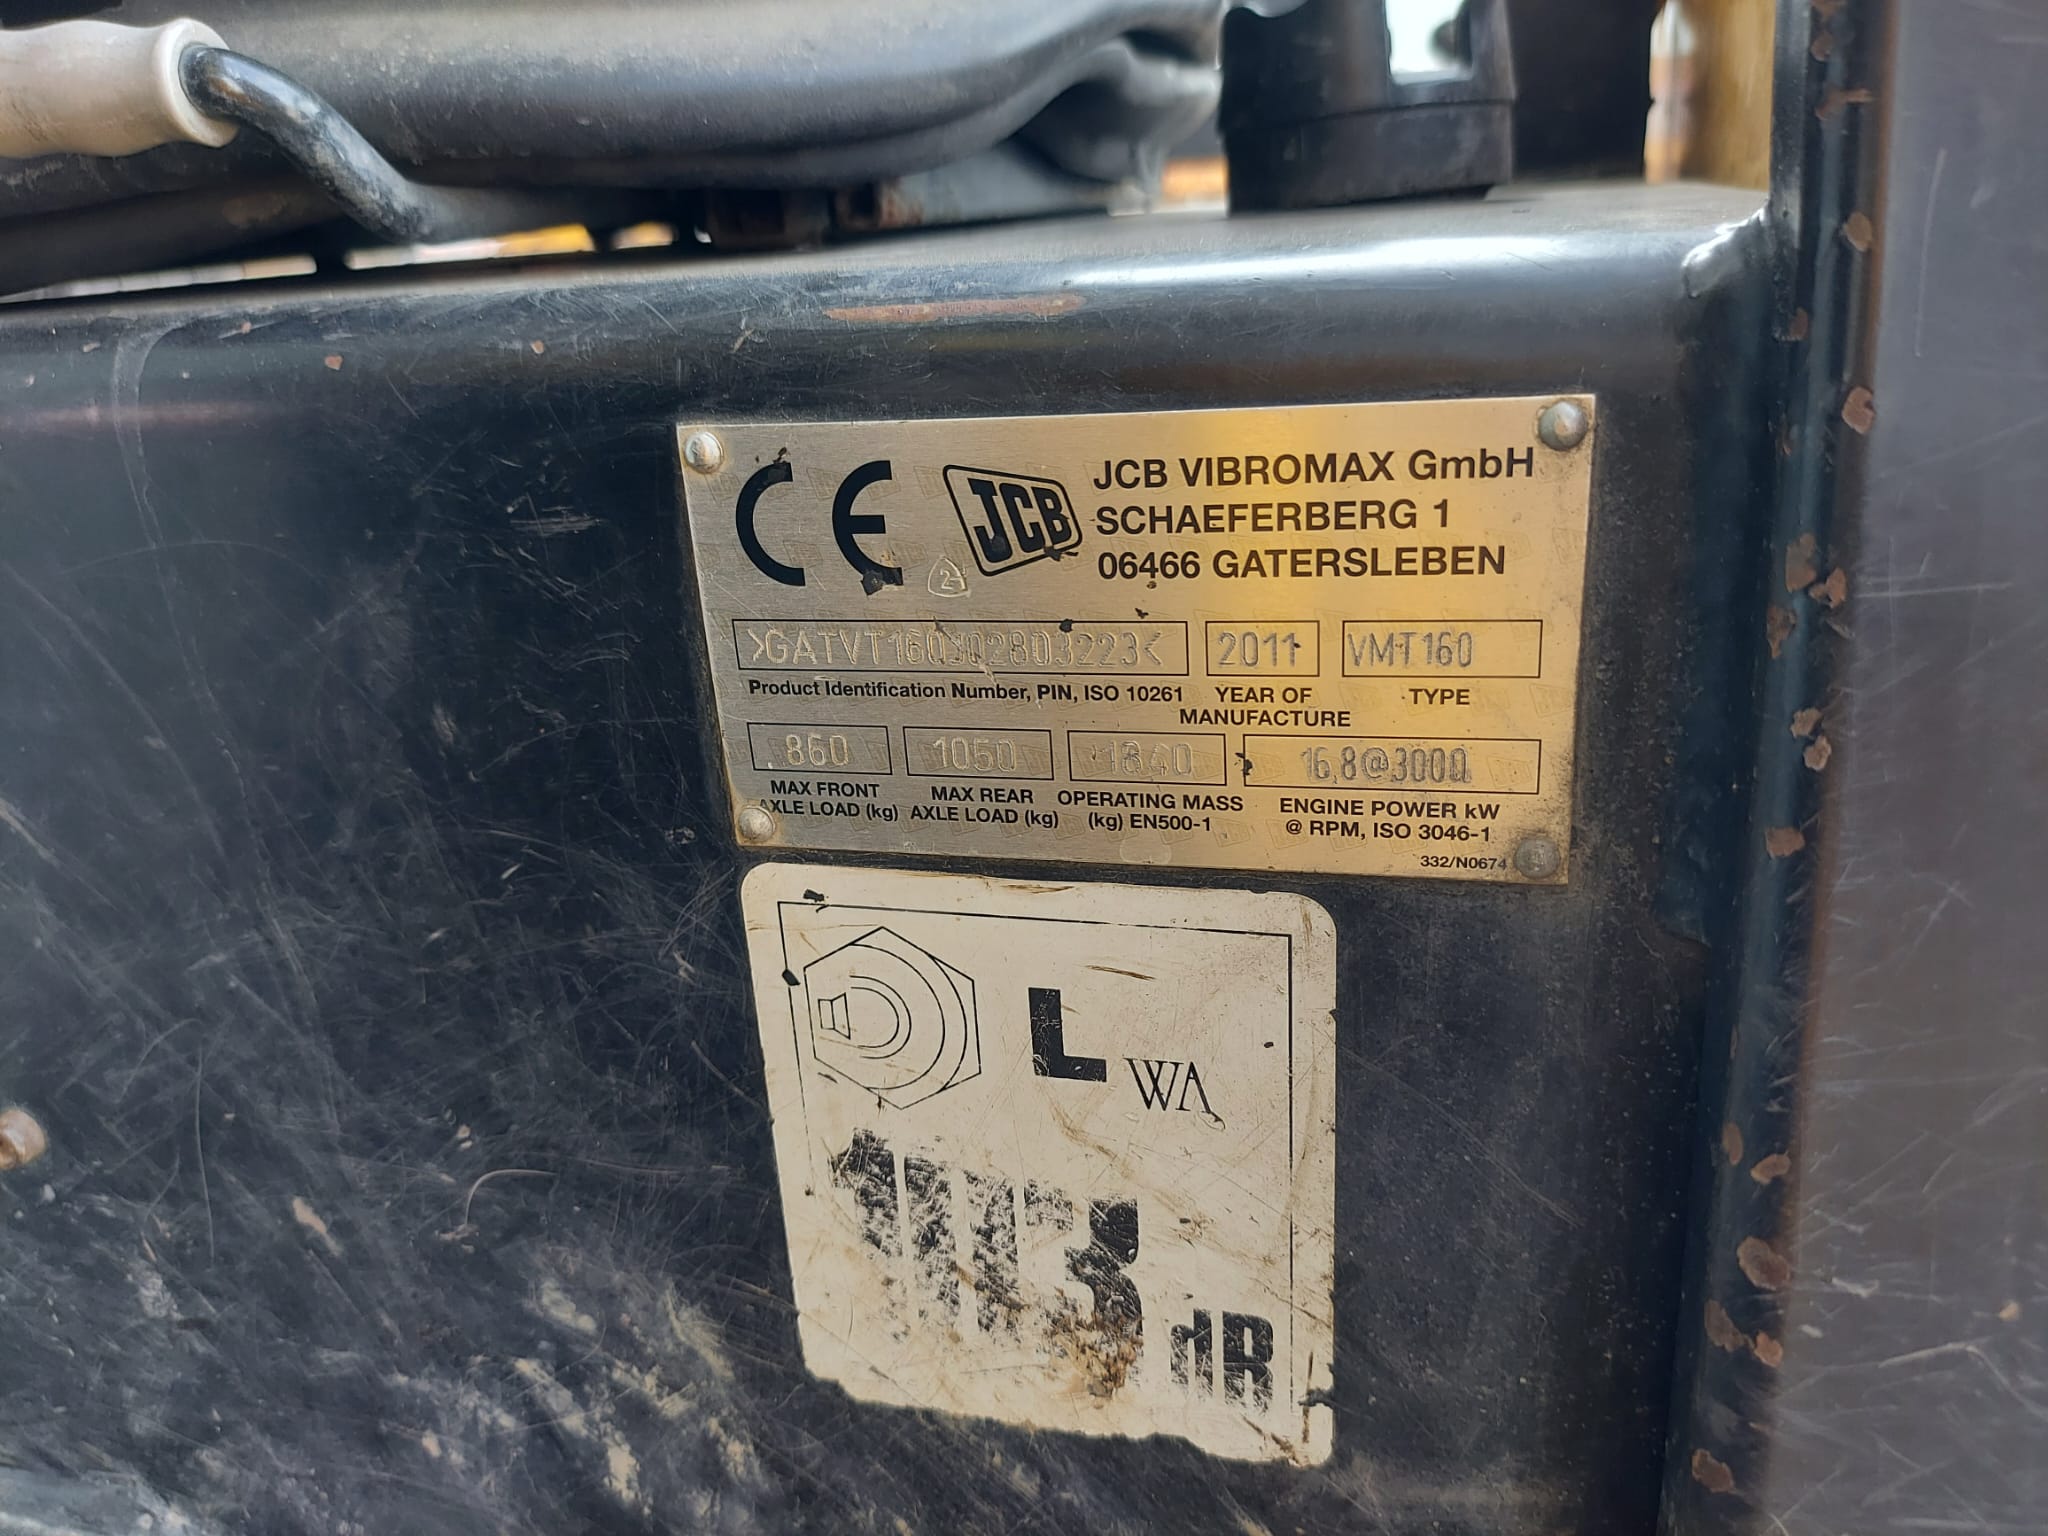 CE
JCB
JCB VIBROMAX GmbH
SCHAEFERBERG 1
06466 GATERSLEBEN
2011
VMT160
Product Identification Number, PIN, ISO 10261
YEAR OF
MANUFACTURE
TYPE
860
1050
16,8@3000
MAX FRONT
AXLE LOAD (kg)
MAX REAR
AXLE LOAD (kg)
OPERATING MASS
(kg) EN500-1
ENGINE POWER kW
@ RPM, ISO 3046-1
332/N0674
L WA
dB